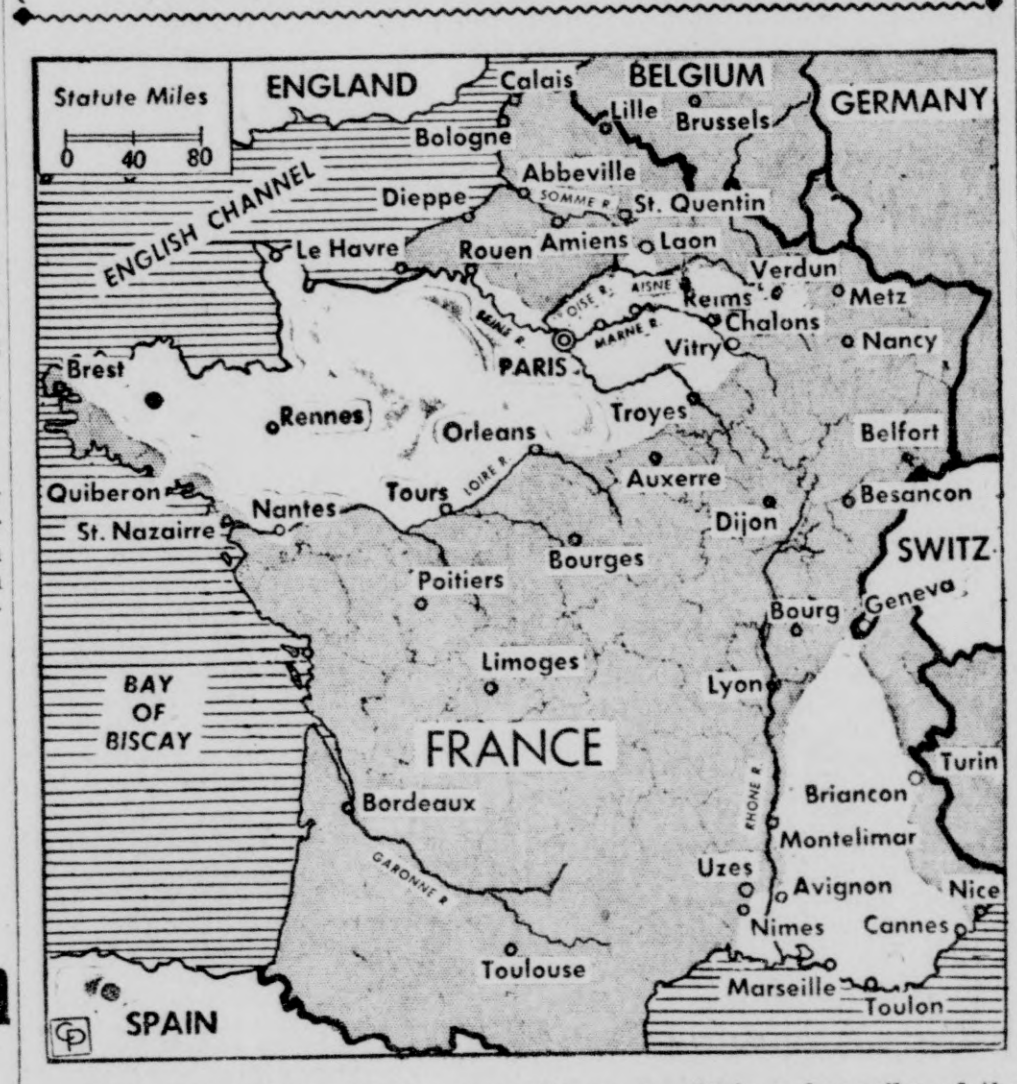 Statute Miles
0 40 80
ENGLAND
Calais
BELGIUM
GERMANY
Lille
Brussels
Bologne
ENGLISH CHANNEL
Abbeville
Dieppe
SOMME R.
St. Quentin
Le Havre
Rouen
Amiens
Laon
Verdun
OISE R.
AISNE
Reims
Metz
SEINE R.
MARNE R.
Chalons
PARIS
Vitry
Nancy
Brest
Rennes
Troyes
Orleans
Belfort
LOIRE R.
Auxerre
Quiberon
Tours
Besancon
Nantes
Dijon
St. Nazairre
Bourges
SWITZ
Poitiers
Geneva
Bourg
Limoges
Lyon
BAY
OF
BISCAY
FRANCE
Turin
Briancon
Bordeaux
RHONE R.
Montelimar
GARONNE R.
Uzes
Avignon
Nice
Nimes
Cannes
Toulouse
Marseille
Toulon
SPAIN
CP